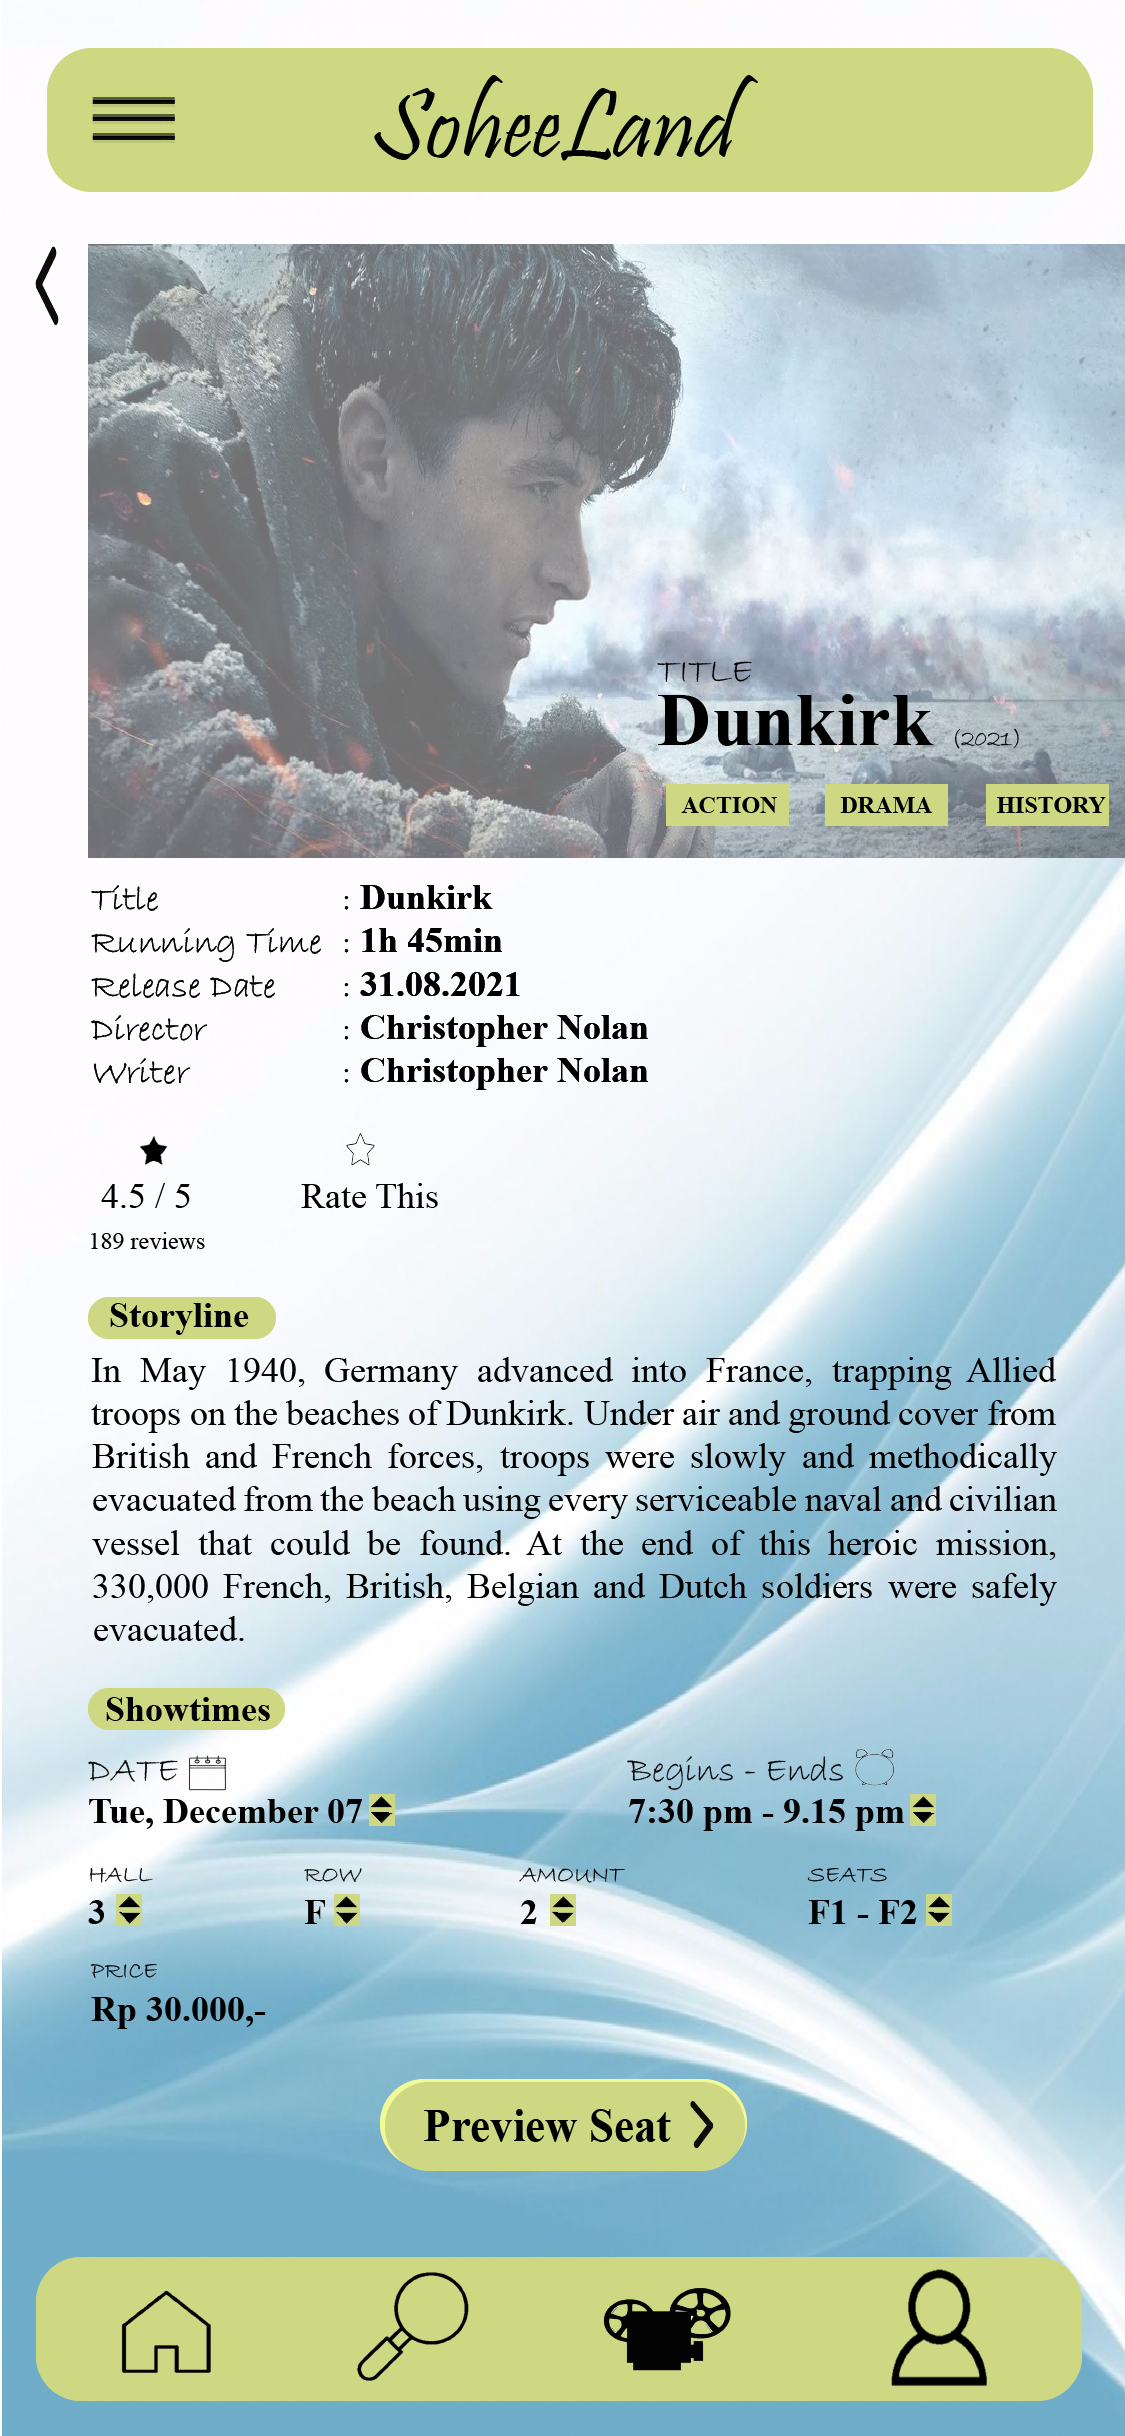 SoheeLand
TITLE
Dunkirk (2021)
ACTION DRAMA HISTORY
Title : Dunkirk
Running Time : 1h 45min
Release Date : 31.08.2021
Director : Christopher Nolan
Writer : Christopher Nolan
4.5 / 5 Rate This
189 reviews
Storyline
In May 1940, Germany advanced into France, trapping Allied
troops on the beaches of Dunkirk. Under air and ground cover from
British and French forces, troops were slowly and methodically
evacuated from the beach using every serviceable naval and civilian
vessel that could be found. At the end of this heroic mission,
330,000 French, British, Belgian and Dutch soldiers were safely
evacuated.
Showtimes
DATE Begins - Ends
Tue, December 07 7:30 pm - 9.15 pm
HALL ROW AMOUNT SEATS
3 F 2 F1 - F2
PRICE
Rp 30.000,-
Preview Seat